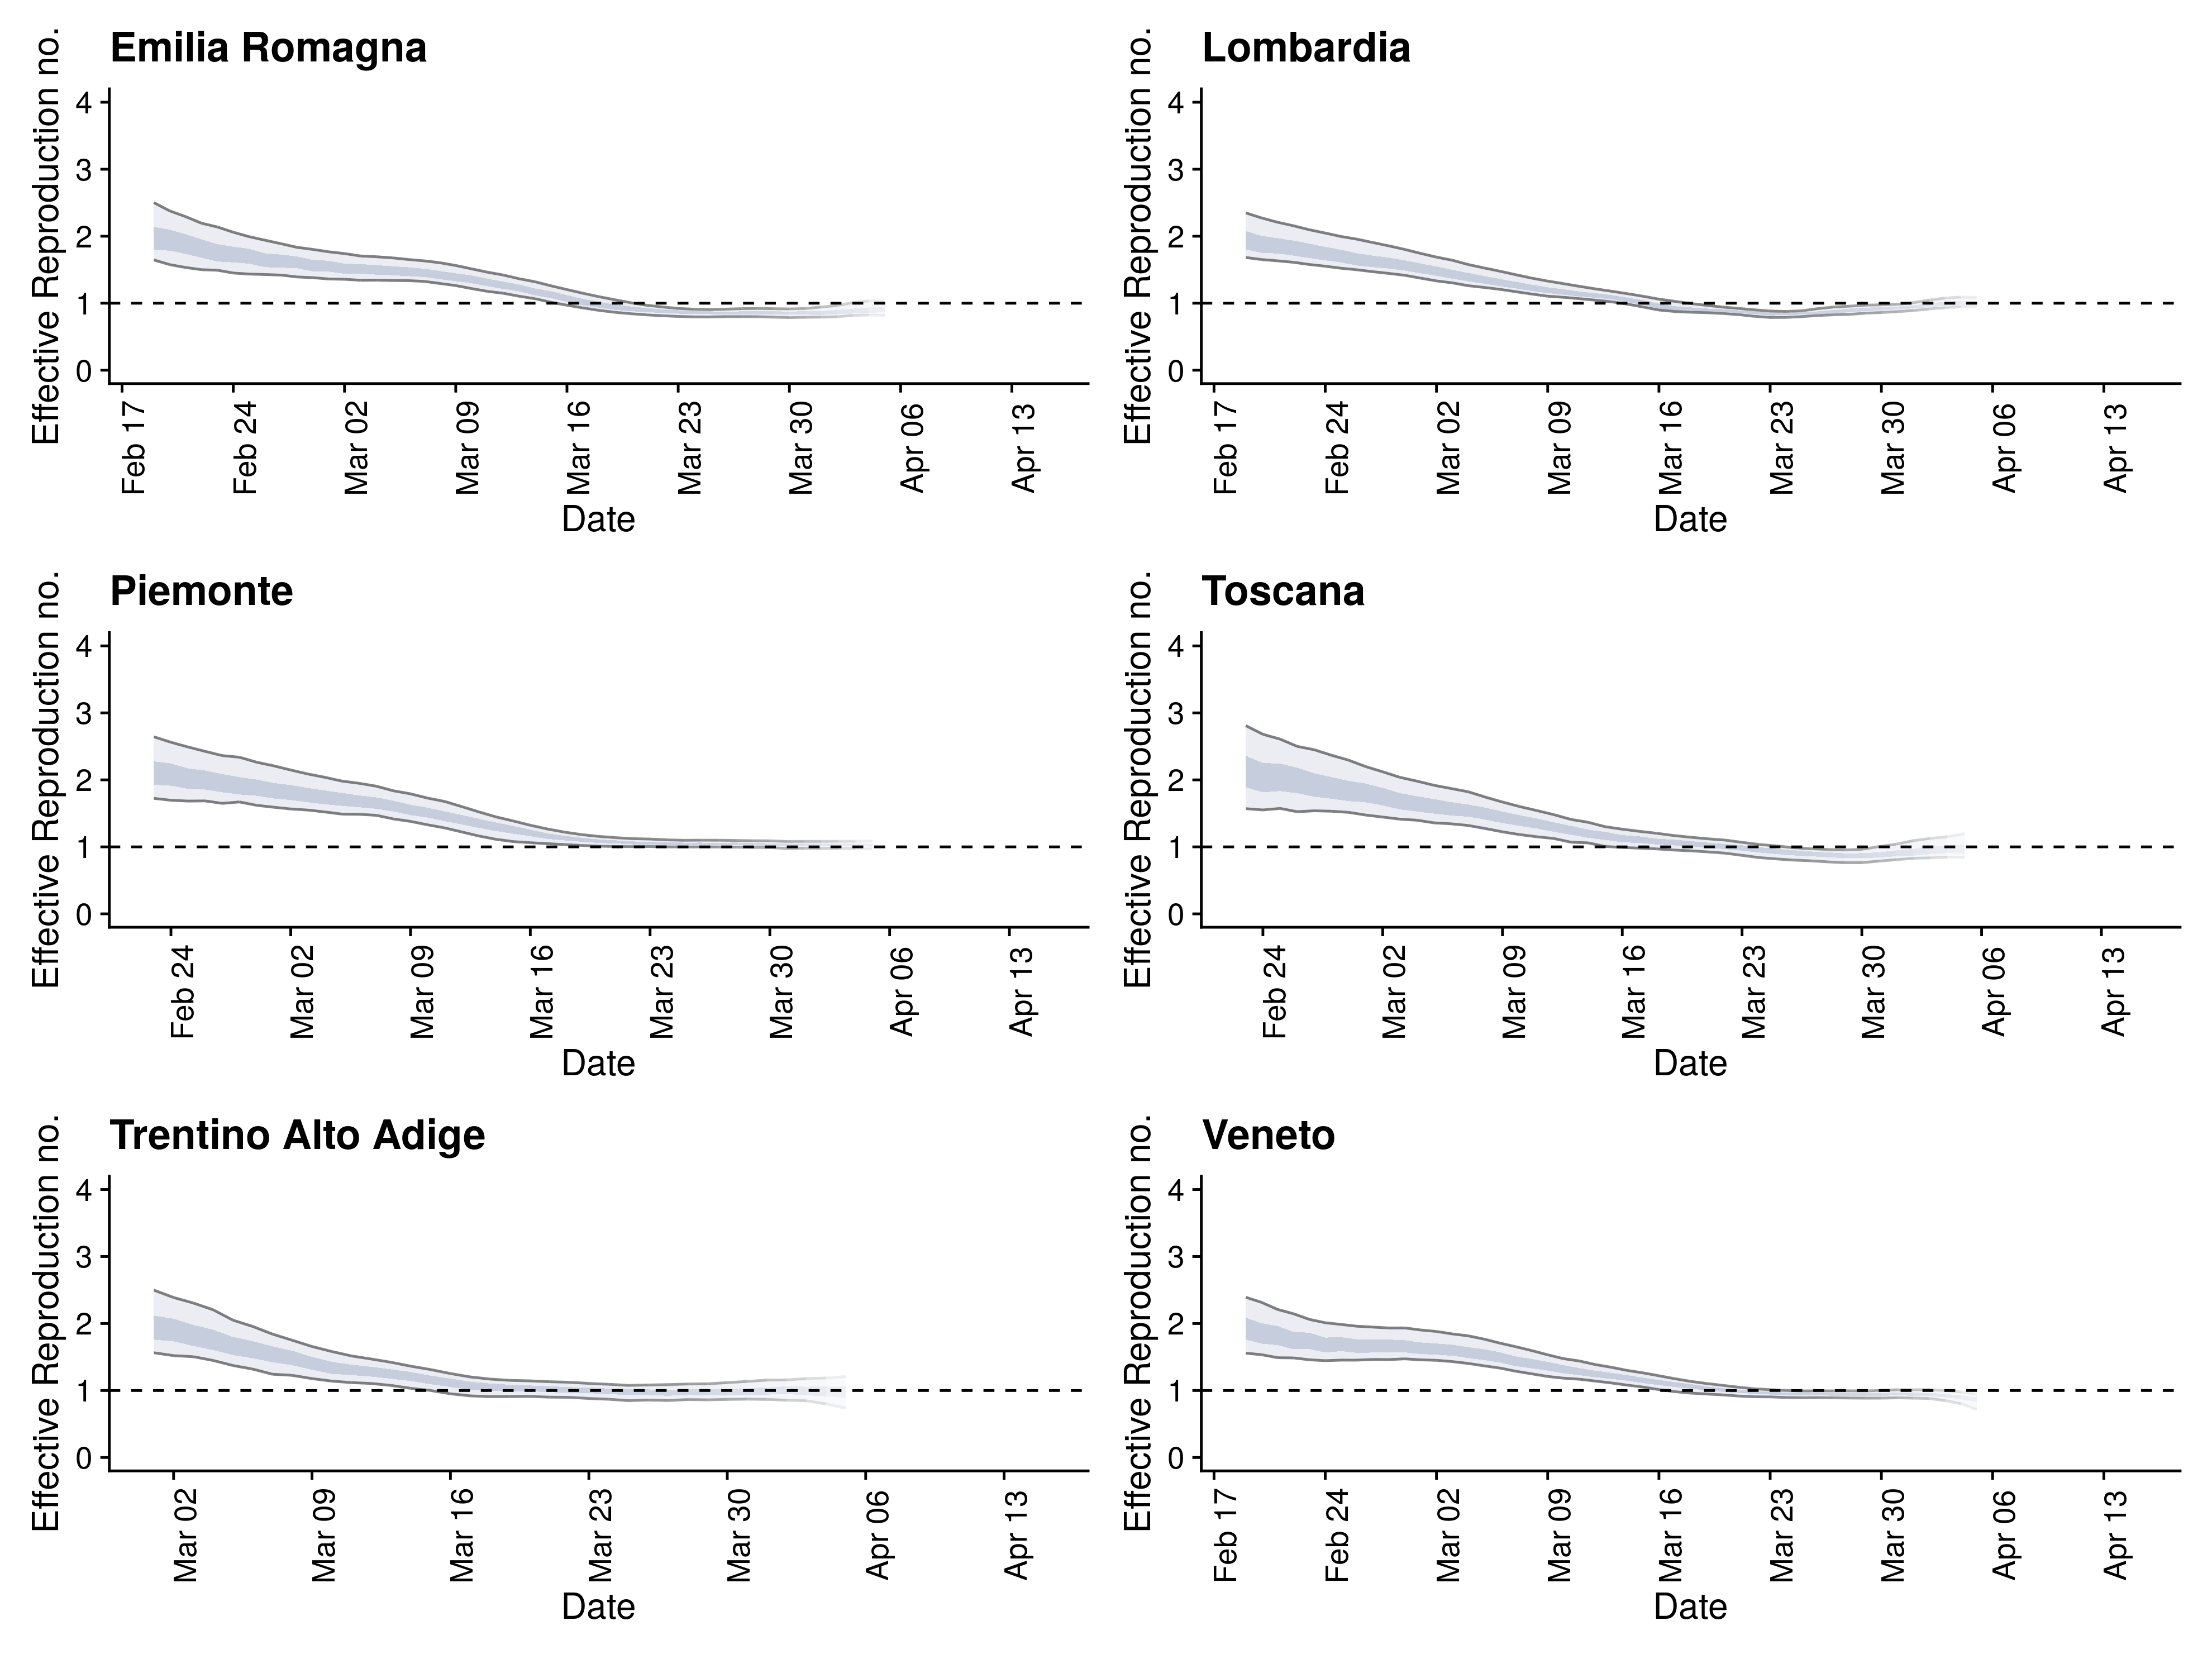 Emilia Romagna
Effective Reproduction no.
4
3
2
1
0
Feb 17
Feb 24
Mar 02
Mar 09
Mar 16
Mar 23
Mar 30
Apr 06
Apr 13
Date
Lombardia
Effective Reproduction no.
4
3
2
1
0
Feb 17
Feb 24
Mar 02
Mar 09
Mar 16
Mar 23
Mar 30
Apr 06
Apr 13
Date
Piemonte
Effective Reproduction no.
4
3
2
1
0
Feb 24
Mar 02
Mar 09
Mar 16
Mar 23
Mar 30
Apr 06
Apr 13
Date
Toscana
Effective Reproduction no.
4
3
2
1
0
Feb 24
Mar 02
Mar 09
Mar 16
Mar 23
Mar 30
Apr 06
Apr 13
Date
Trentino Alto Adige
Effective Reproduction no.
4
3
2
1
0
Mar 02
Mar 09
Mar 16
Mar 23
Mar 30
Apr 06
Apr 13
Date
Veneto
Effective Reproduction no.
4
3
2
1
0
Feb 17
Feb 24
Mar 02
Mar 09
Mar 16
Mar 23
Mar 30
Apr 06
Apr 13
Date